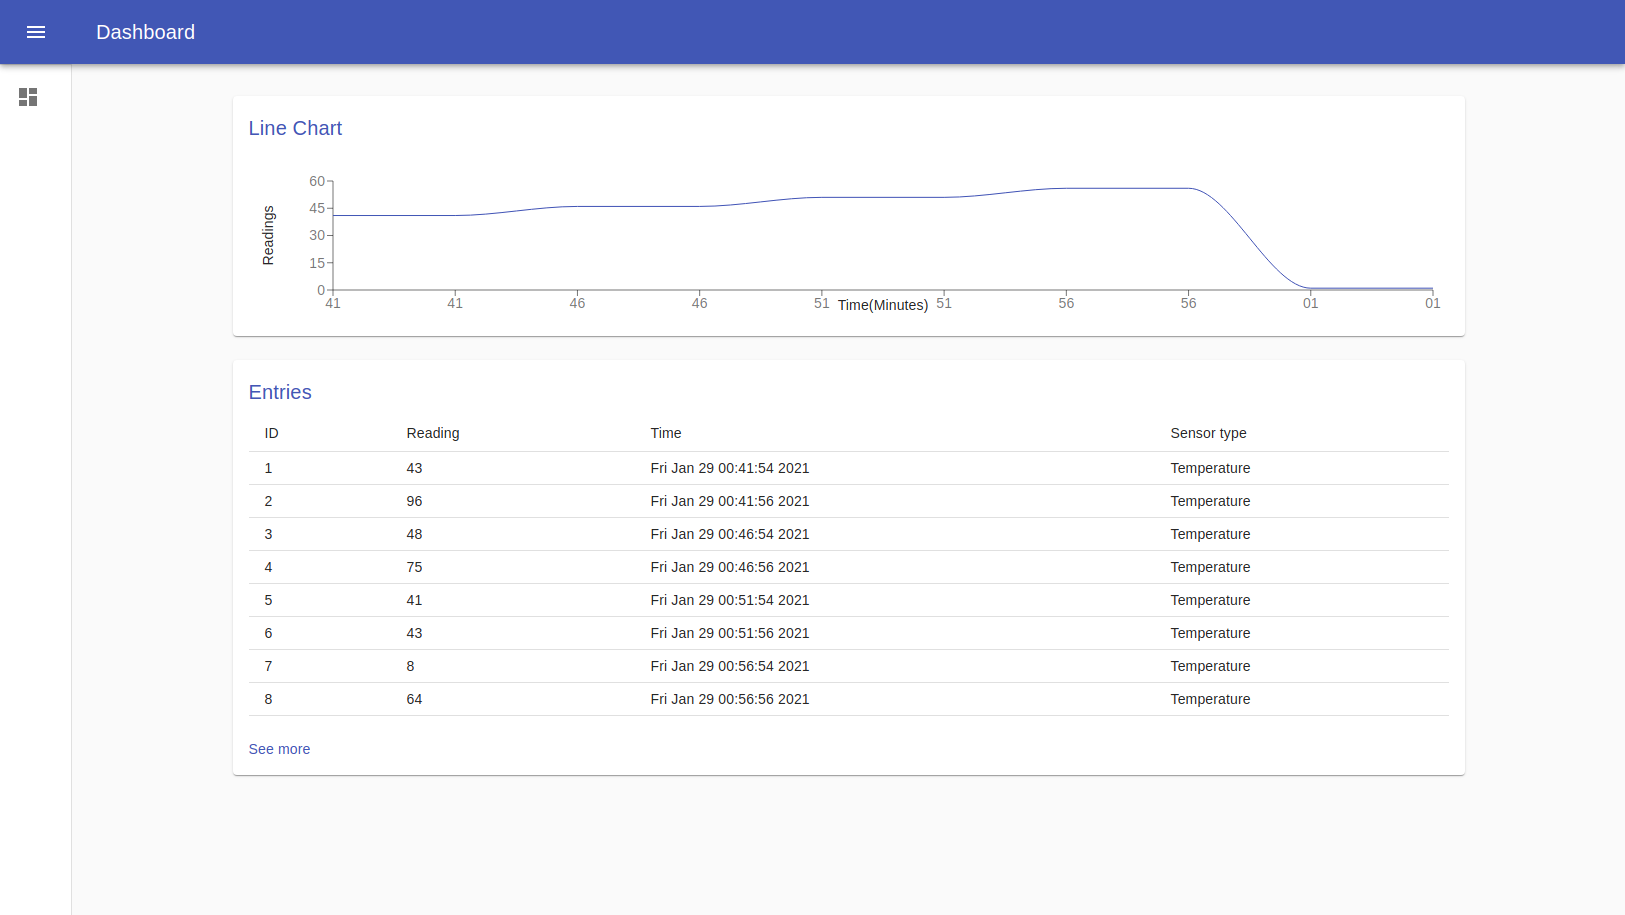 Dashboard
Line Chart
Readings
60
45
30
15
0
41 41 46 46 51 51 56 56 01 01
Time(Minutes)
Entries
ID Reading Time Sensor type
1 43 Fri Jan 29 00:41:54 2021 Temperature
2 96 Fri Jan 29 00:41:56 2021 Temperature
3 48 Fri Jan 29 00:46:54 2021 Temperature
4 75 Fri Jan 29 00:46:56 2021 Temperature
5 41 Fri Jan 29 00:51:54 2021 Temperature
6 43 Fri Jan 29 00:51:56 2021 Temperature
7 8 Fri Jan 29 00:56:54 2021 Temperature
8 64 Fri Jan 29 00:56:56 2021 Temperature
See more